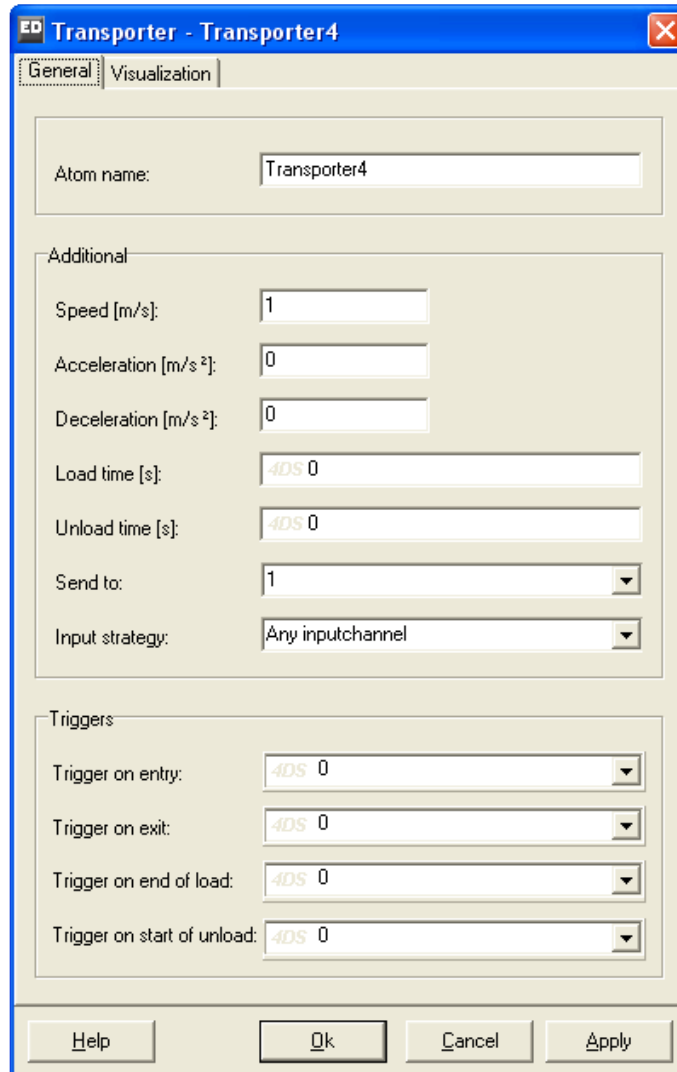 ED Transporter - Transporter4
General Visualization
Atom name: Transporter4
Additional
Speed [m/s]: 1
Acceleration [m/s²]: 0
Deceleration [m/s²]: 0
Load time [s]: 4DS 0
Unload time [s]: 4DS 0
Send to: 1
Input strategy: Any inputchannel
Triggers
Trigger on entry: 4DS 0
Trigger on exit: 4DS 0
Trigger on end of load: 4DS 0
Trigger on start of unload: 4DS 0
Help Ok Cancel Apply